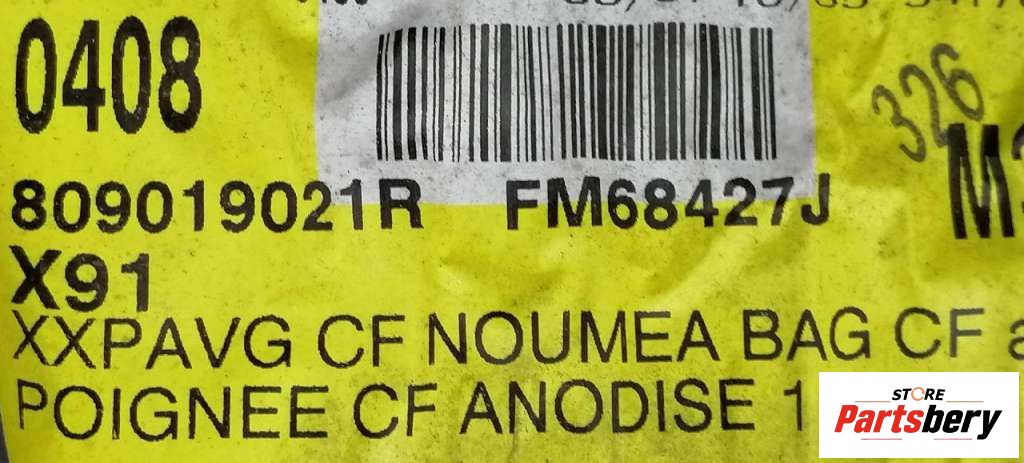 0408
326
M
809019021R FM68427J
X91
XXPAVG CF NOUMEA BAG CF
POIGNEE CF ANODISE 1
STORE
Partsbery